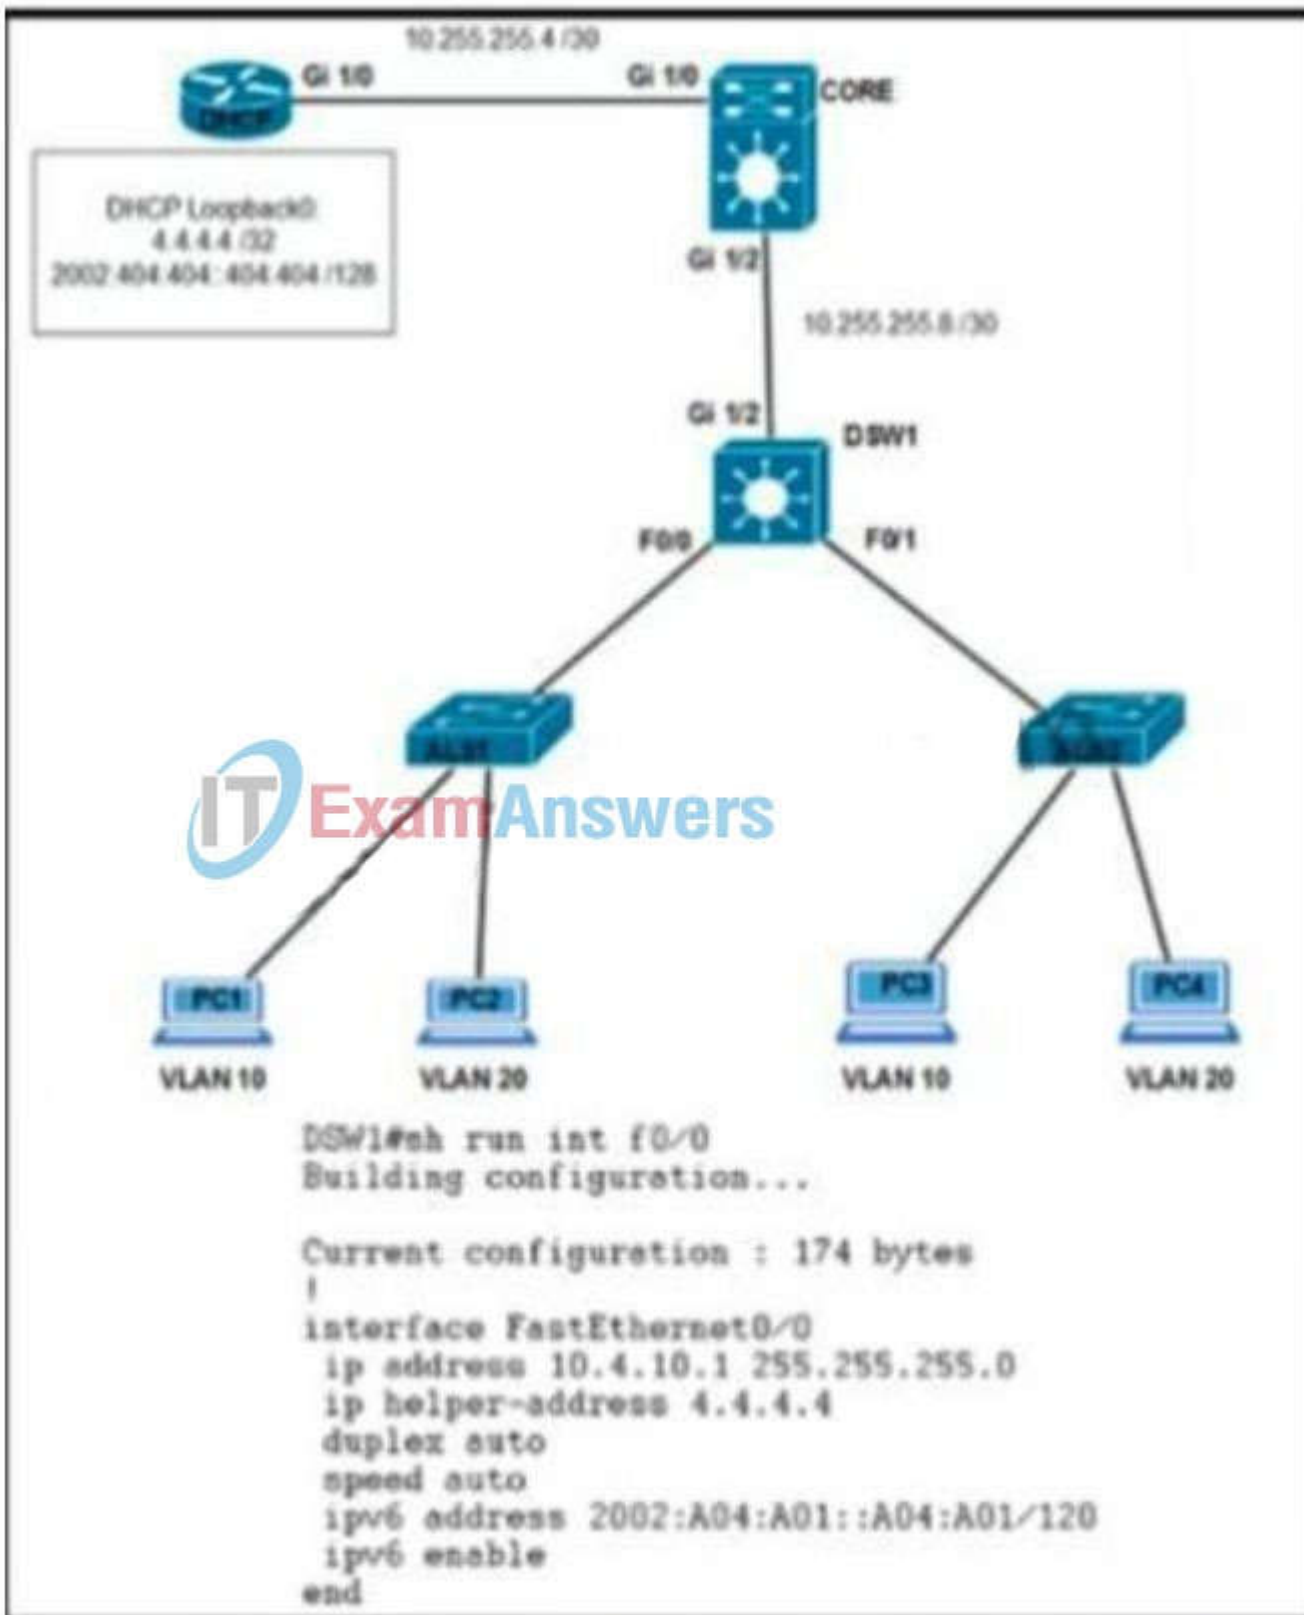 10.255.255.4 /30
Gi 1/0
Gi 1/0
CORE
DHCP
DHCP Loopback0:
4.4.4.4 /32
2002:404:404::404:404 /128
Gi 1/2
10.255.255.8 /30
Gi 1/2
DSW1
F0/0
F0/1
ITExamAnswers
PC1
PC2
PC3
PC4
VLAN 10
VLAN 20
VLAN 10
VLAN 20
DSW1#sh run int f0/0
Building configuration...
Current configuration : 174 bytes
!
interface FastEthernet0/0
ip address 10.4.10.1 255.255.255.0
ip helper-address 4.4.4.4
duplex auto
speed auto
ipv6 address 2002:A04:A01::A04:A01/120
ipv6 enable
end